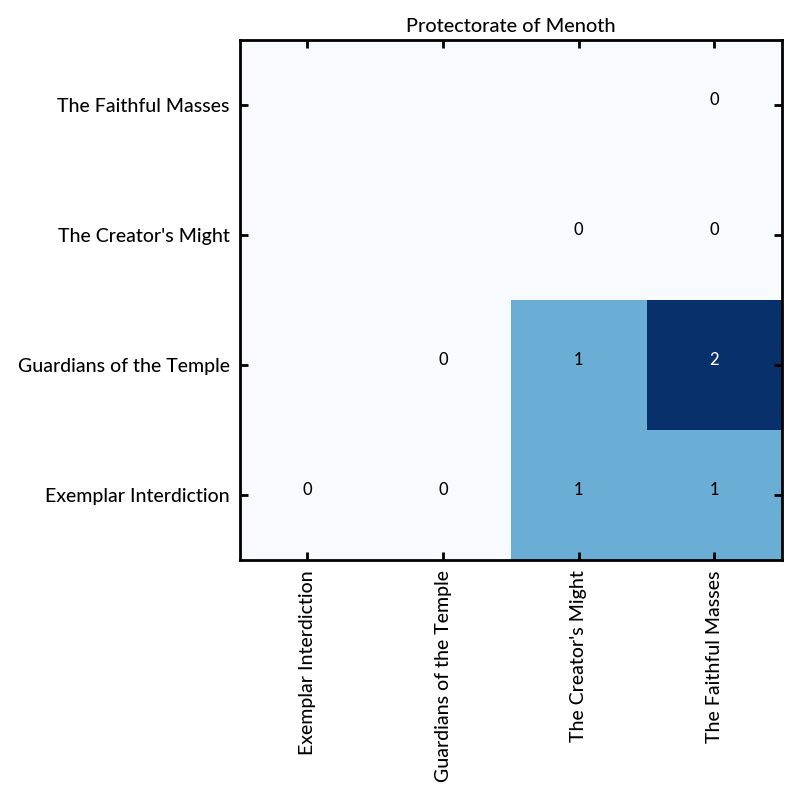 Protectorate of Menoth
The Faithful Masses 0
The Creator's Might 0 0
Guardians of the Temple 0 1 2
Exemplar Interdiction 0 0 1 1
Exemplar Interdiction
Guardians of the Temple
The Creator's Might
The Faithful Masses